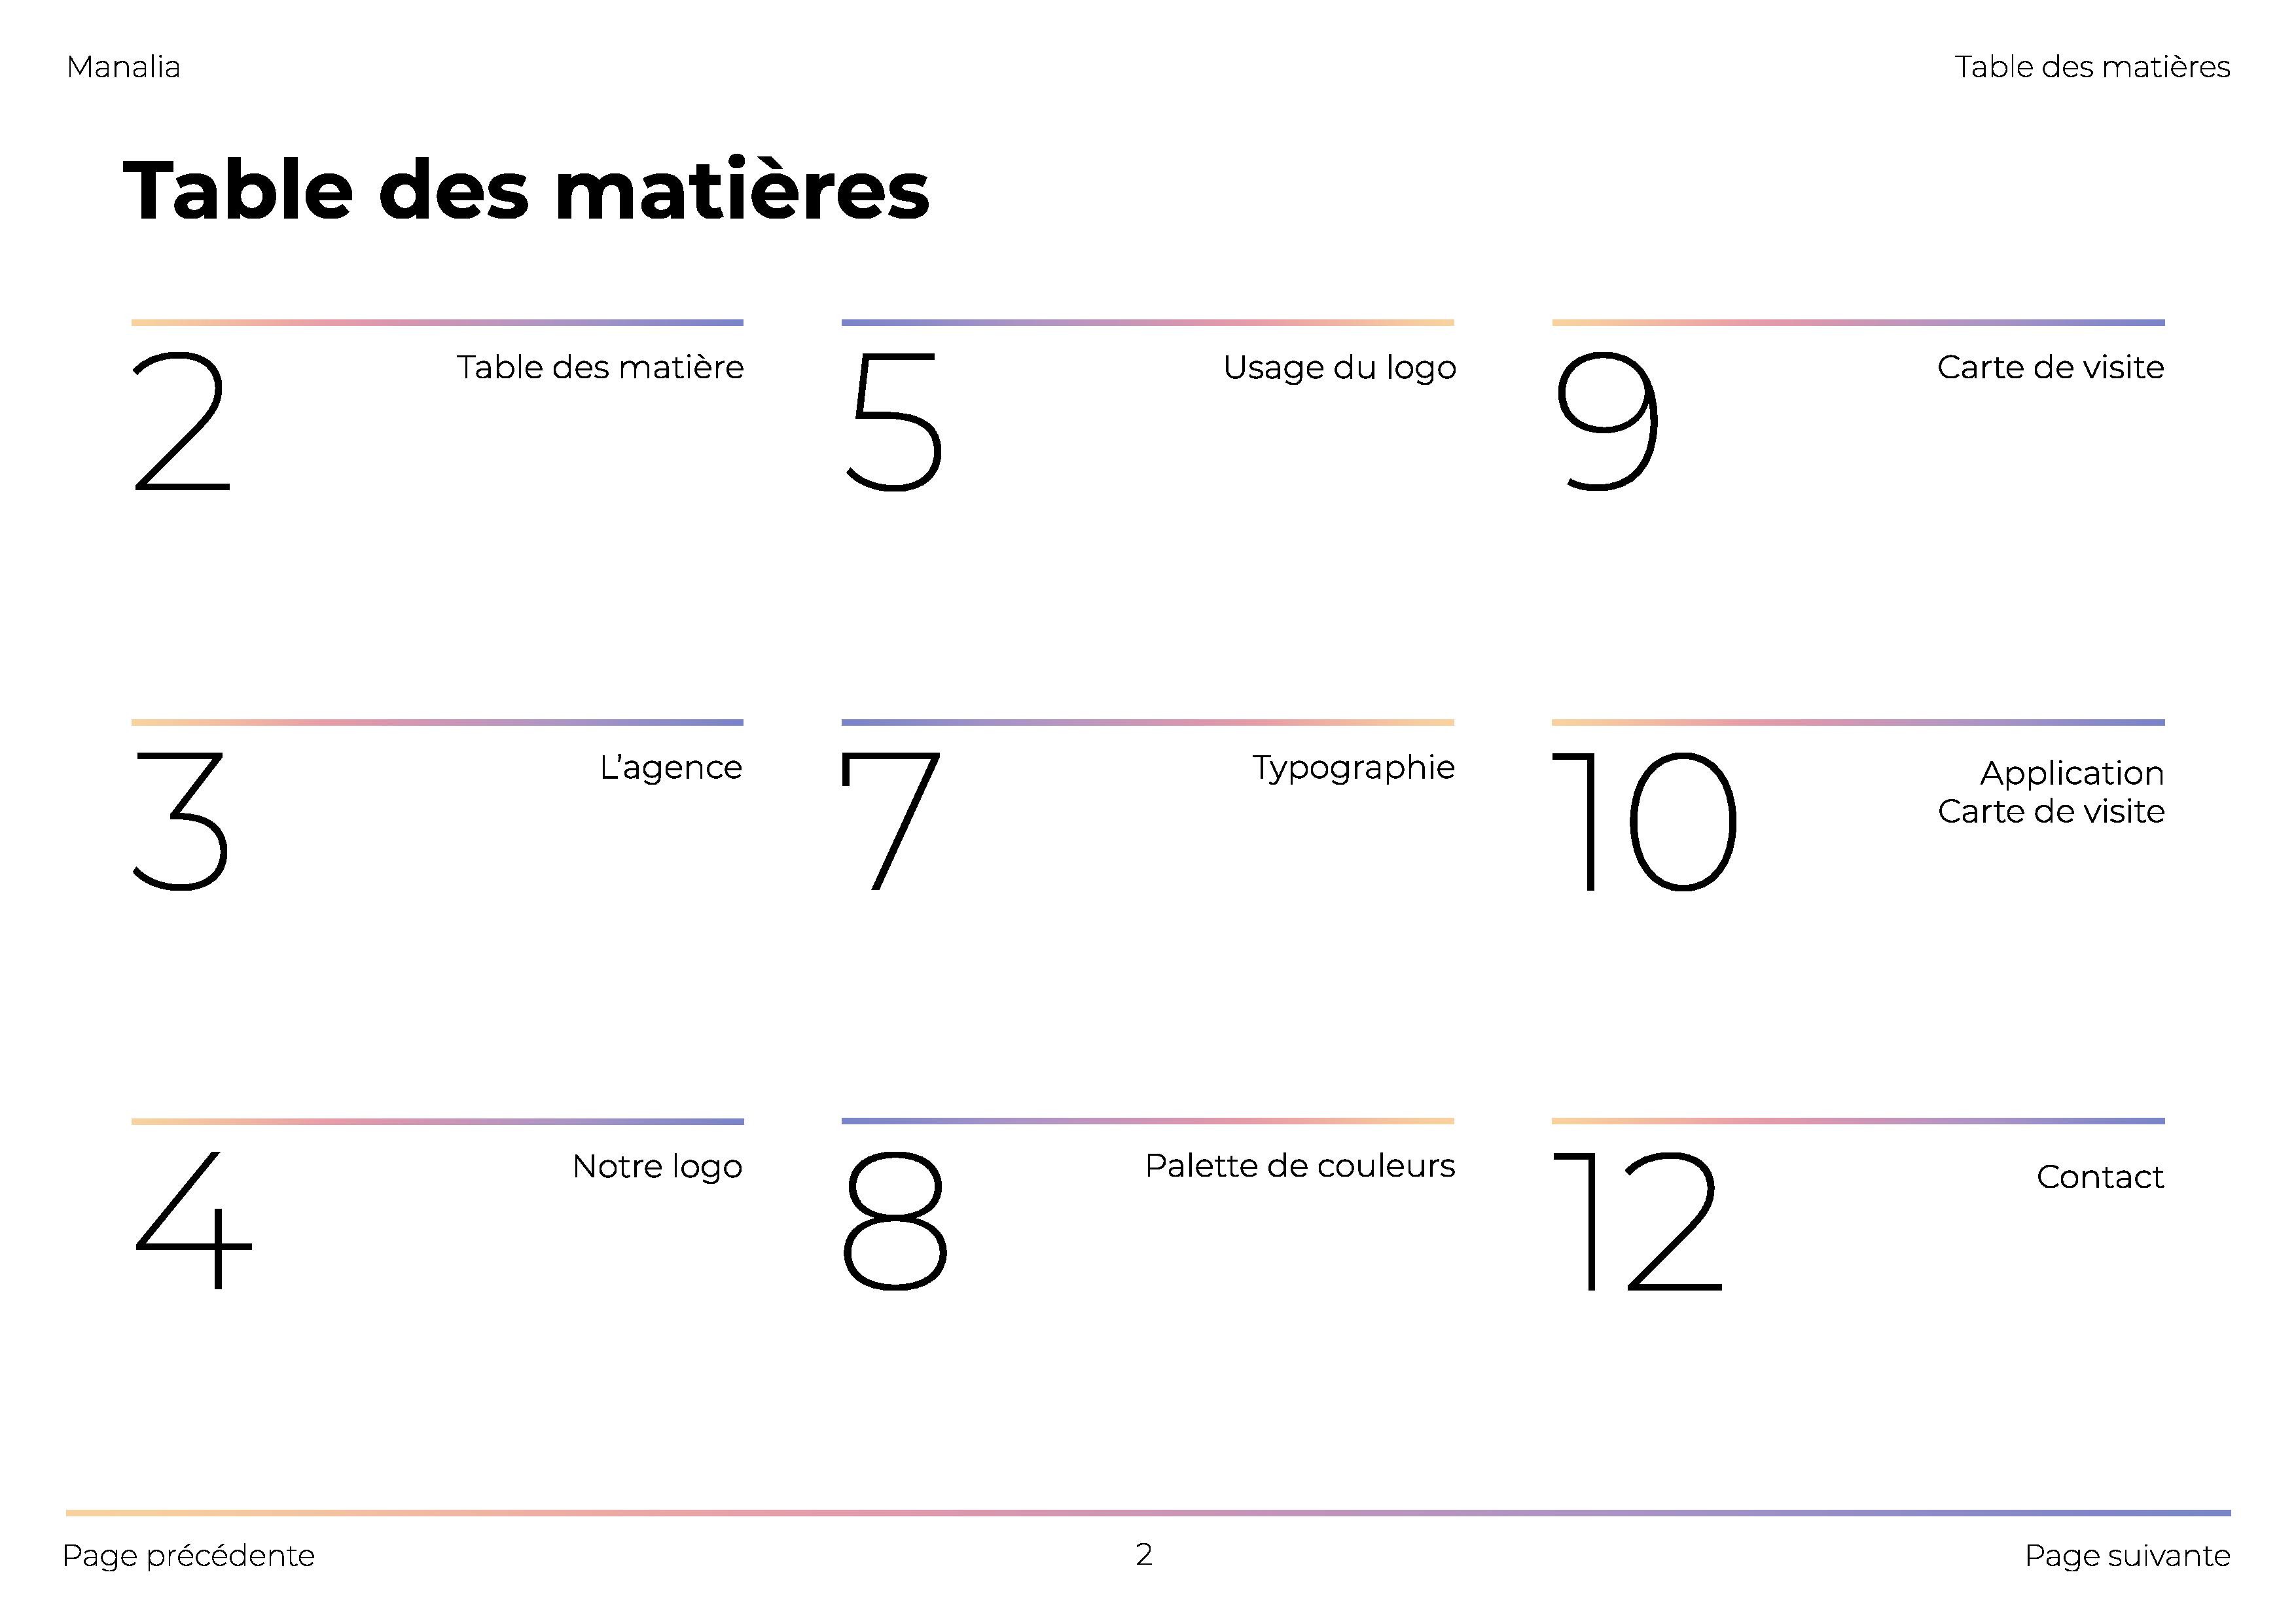 Manalia
Table des matières
Table des matières
2
Table des matière
5
Usage du logo
9
Carte de visite
3
L’agence
7
Typographie
10
Application
Carte de visite
4
Notre logo
8
Palette de couleurs
12
Contact
Page précédente
2
Page suivante